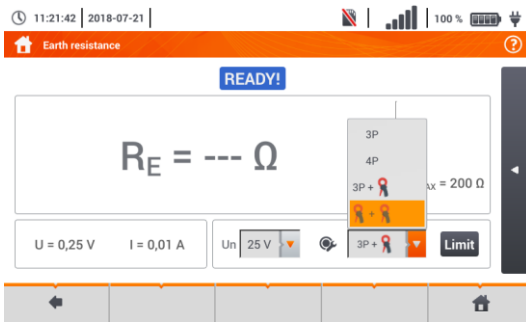 11:21:42 2018-07-21 100 %
Earth resistance
READY!
RE = --- Ω
3P
4P
3P +
+
= 200 Ω
U = 0,25 V I = 0,01 A Un 25 V 3P + Limit